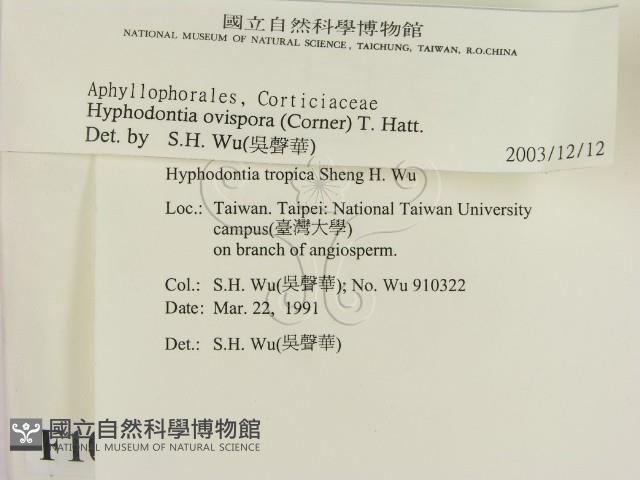 國立自然科學博物館
NATIONAL MUSEUM OF NATURAL SCIENCE, TAICHUNG, TAIWAN, R.O.CHINA
Aphyllophorales, Corticiaceae
Hyphodontia ovispora (Corner) T. Hatt.
Det. by S.H. Wu(吳聲華)
2003/12/12
Hyphodontia tropica Sheng H. Wu
Loc.: Taiwan. Taipei: National Taiwan University
campus(臺灣大學)
on branch of angiosperm.
Col.: S.H. Wu(吳聲華); No. Wu 910322
Date: Mar. 22, 1991
Det.: S.H. Wu(吳聲華)
國立自然科學博物館
NATIONAL MUSEUM OF NATURAL SCIENCE